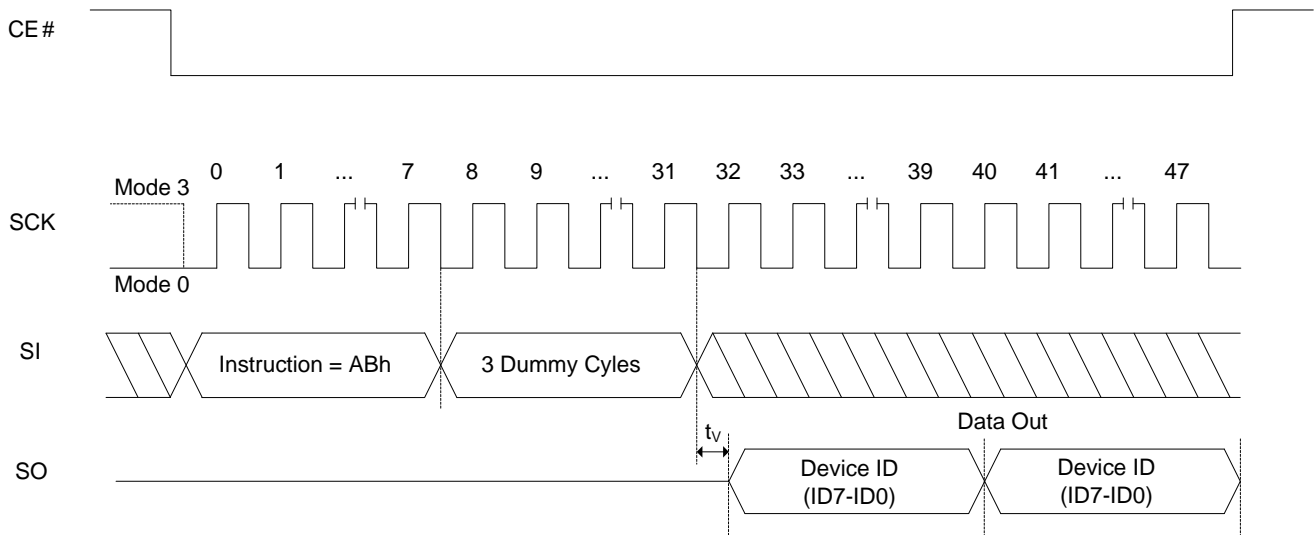 CE#
0 1 ... 7 8 9 ... 31 32 33 ... 39 40 41 ... 47
Mode 3
SCK
Mode 0
SI
Instruction = ABh
3 Dummy Cyles
Data Out
tV
SO
Device ID
(ID7-ID0)
Device ID
(ID7-ID0)